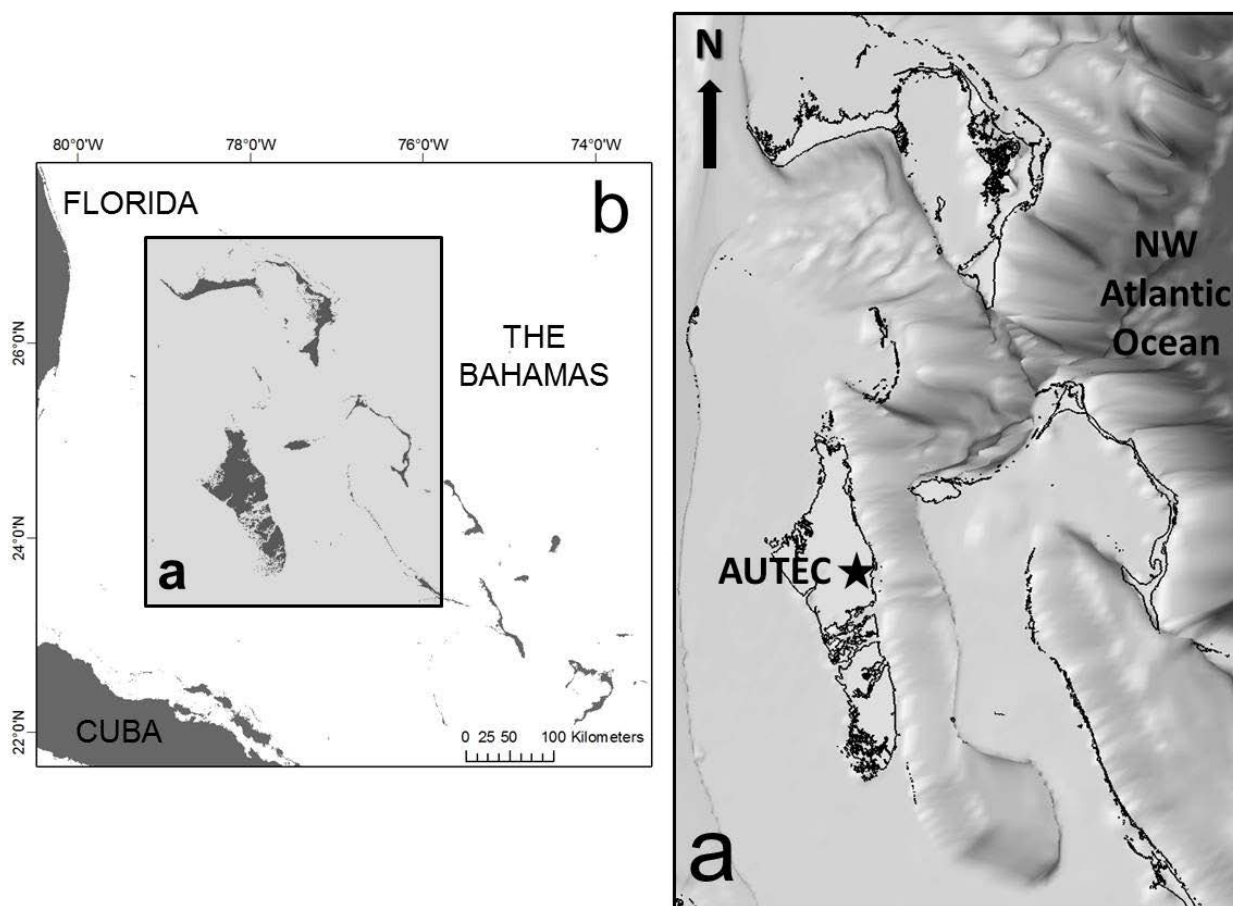 80°0'W 78°0'W 76°0'W 74°0'W
FLORIDA
b
THE
BAHAMAS
26°0'N
24°0'N
22°0'N
a
CUBA
0 25 50 100 Kilometers
N
NW
Atlantic
Ocean
AUTEC
a